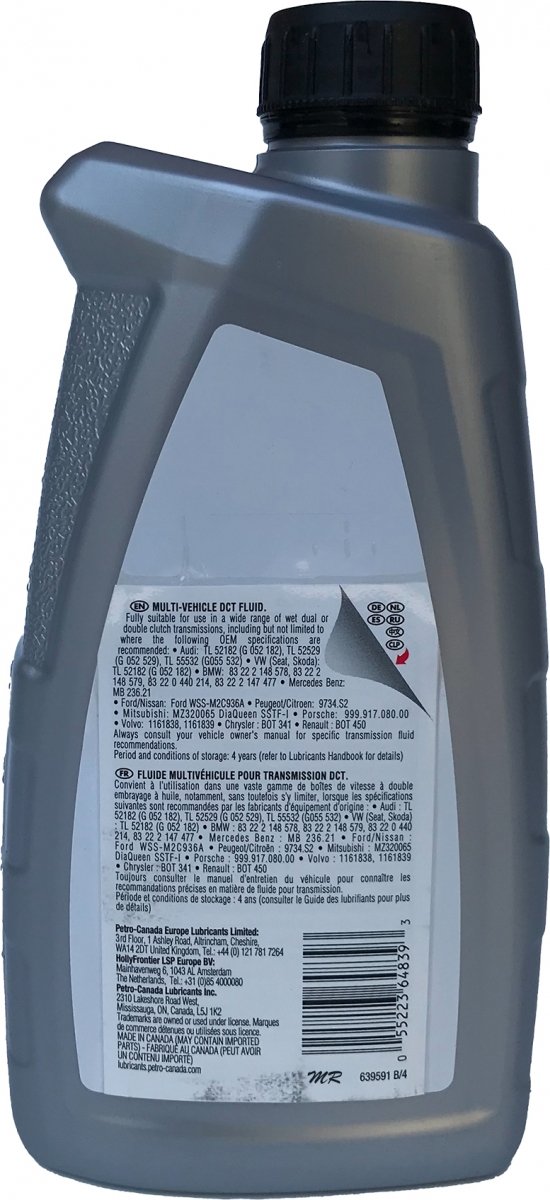 EN MULTI-VEHICLE DCT FLUID.
Fully suitable for use in a wide range of wet dual or
double clutch transmissions, including but not limited to
where the following OEM specifications are
recommended: • Audi: TL 52182 (G 052 182), TL 52529
(G 052 529), TL 55532 (G055 532) • VW (Seat, Skoda):
TL 52182 (G 052 182) • BMW: 83 22 2 148 578, 83 22 2
148 579, 83 22 0 440 214, 83 22 2 147 477 • Mercedes Benz:
MB 236.21
• Ford/Nissan: Ford WSS-M2C936A • Peugeot/Citroen: 9734.S2
• Mitsubishi: MZ320065 DiaQueen SSTF-I • Porsche: 999.917.080.00
• Volvo: 1161838, 1161839 • Chrysler: BOT 341 • Renault: BOT 450
Always consult your vehicle owner's manual for specific transmission fluid
recommendations.
Period and conditions of storage: 4 years (refer to Lubricants Handbook for details)
DE NL
ES RU
中文
CLP
FR FLUIDE MULTIVÉHICULE POUR TRANSMISSION DCT.
Convient à l'utilisation dans une vaste gamme de boîtes de vitesse à double
embrayage à huile, notamment, sans toutefois s'y limiter, lorsque les spécifications
suivantes sont recommandées par les fabricants d'équipement d'origine : • Audi : TL
52182 (G 052 182), TL 52529 (G 052 529), TL 55532 (G055 532) • VW (Seat, Skoda)
: TL 52182 (G 052 182) • BMW : 83 22 2 148 578, 83 22 2 148 579, 83 22 0 440
214, 83 22 2 147 477 • Mercedes Benz : MB 236.21 • Ford/Nissan :
Ford WSS-M2C936A • Peugeot/Citroën : 9734.S2 • Mitsubishi : MZ320065
DiaQueen SSTF-I • Porsche : 999.917.080.00 • Volvo : 1161838, 1161839
• Chrysler : BOT 341 • Renault : BOT 450
Toujours consulter le manuel d'entretien du véhicule pour connaître les
recommandations précises en matière de fluide pour transmission.
Période et conditions de stockage : 4 ans (consulter le Guide des lubrifiants pour plus
de détails)
Petro-Canada Europe Lubricants Limited:
3rd Floor, 1 Ashley Road, Altrincham, Cheshire,
WA14 2DT United Kingdom, Tel.: +44 (0) 121 781 7264
HollyFrontier LSP Europe BV:
Mainhavenweg 6, 1043 AL Amsterdam
The Netherlands, Tel.: +31 (0)85 4000080
Petro-Canada Lubricants Inc.
2310 Lakeshore Road West,
Mississauga, ON, Canada, L5J 1K2
Trademarks are owned or used under license. Marques
de commerce détenues ou utilisées sous licence.
MADE IN CANADA (MAY CONTAIN IMPORTED
PARTS) - FABRIQUÉ AU CANADA (PEUT AVOIR
UN CONTENU IMPORTÉ)
lubricants.petro-canada.com
0 55223 64839 3
MR
639591 B/4